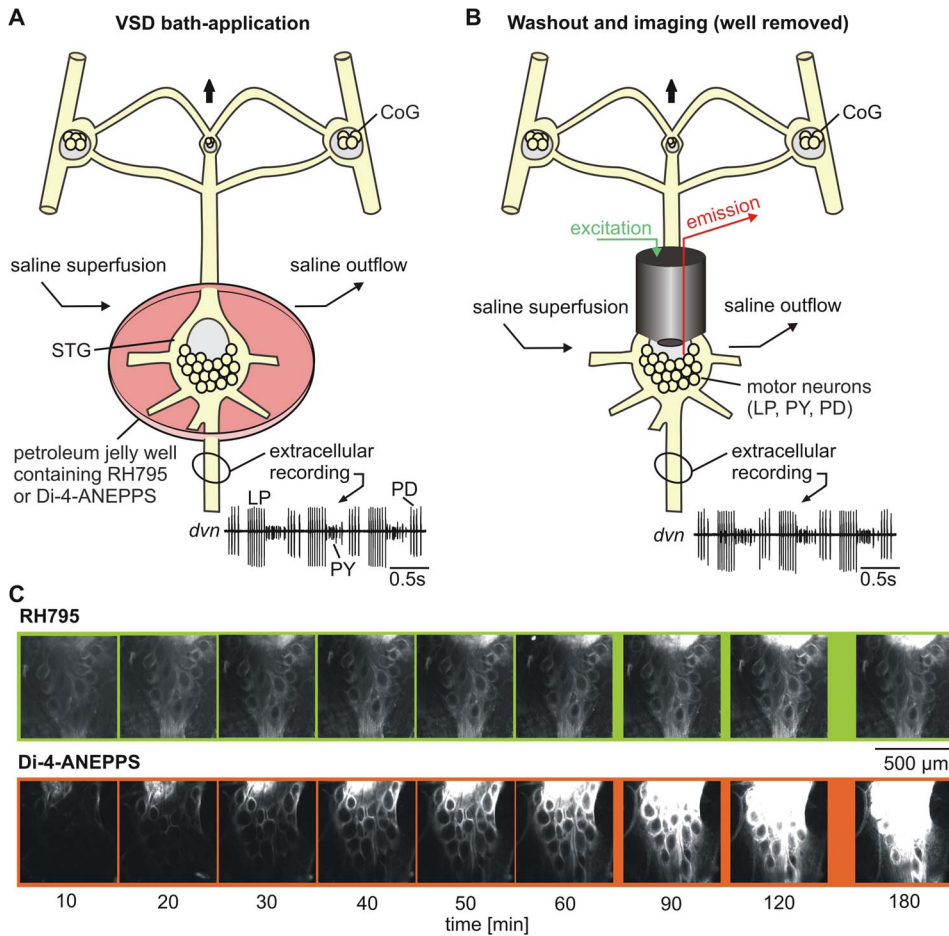 A
VSD bath-application
CoG
saline superfusion
saline outflow
STG
petroleum jelly well
containing RH795
or Di-4-ANEPPS
extracellular
recording
LP
PD
dvn
PY
0.5s
B
Washout and imaging (well removed)
CoG
excitation
emission
saline superfusion
saline outflow
motor neurons
(LP, PY, PD)
extracellular
recording
dvn
0.5s
C
RH795
500 µm
Di-4-ANEPPS
10 20 30 40 50 60 90 120 180
time [min]